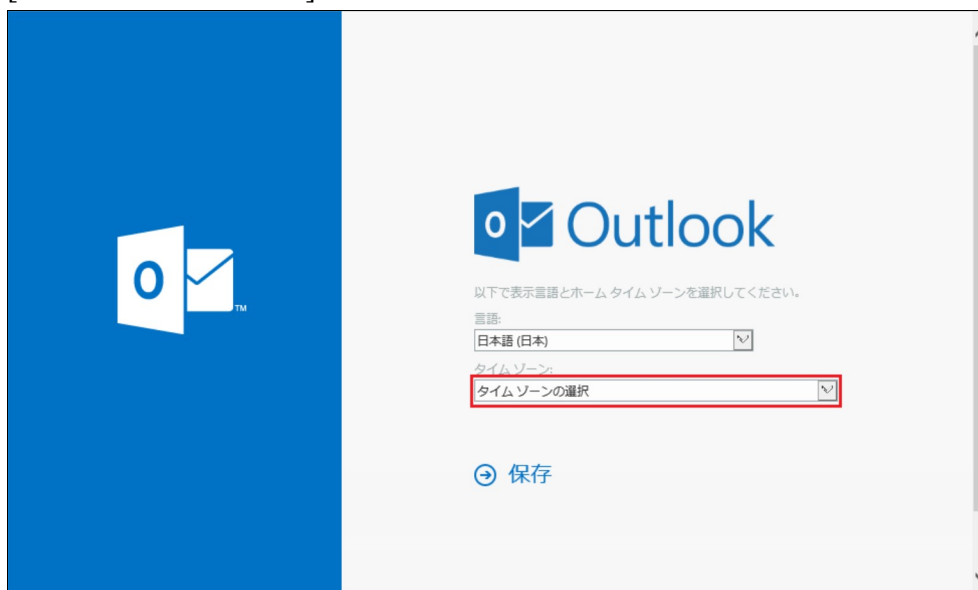 O
TM
O
Outlook
以下で表示言語とホーム タイム ゾーンを選択してください。
言語:
日本語 (日本)
タイム ゾーン:
タイム ゾーンの選択
保存